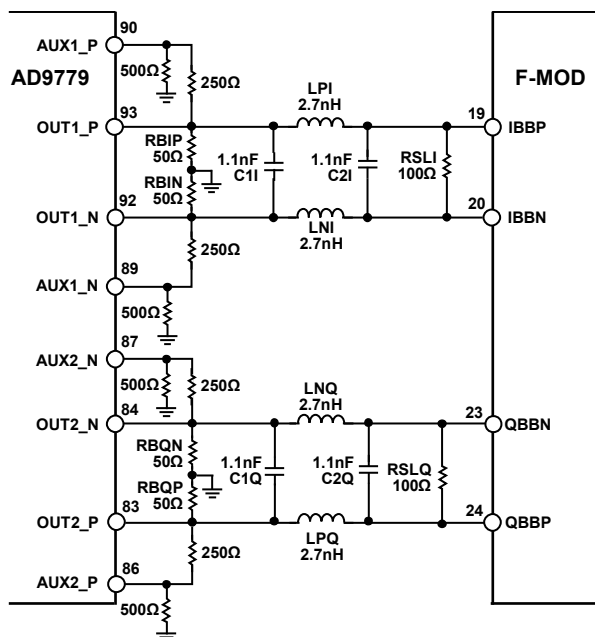 AD9779
F-MOD
90
AUX1_P
500Ω
250Ω
93
OUT1_P
RBIP
50Ω
RBIN
50Ω
1.1nF
C1I
LPI
2.7nH
1.1nF
C2I
RSLI
100Ω
19
IBBP
92
OUT1_N
LNI
2.7nH
20
IBBN
250Ω
89
AUX1_N
500Ω
87
AUX2_N
500Ω
250Ω
84
OUT2_N
LNQ
2.7nH
23
QBBN
RBQN
50Ω
RBQP
50Ω
1.1nF
C1Q
1.1nF
C2Q
RSLQ
100Ω
83
OUT2_P
LPQ
2.7nH
24
QBBP
250Ω
86
AUX2_P
500Ω